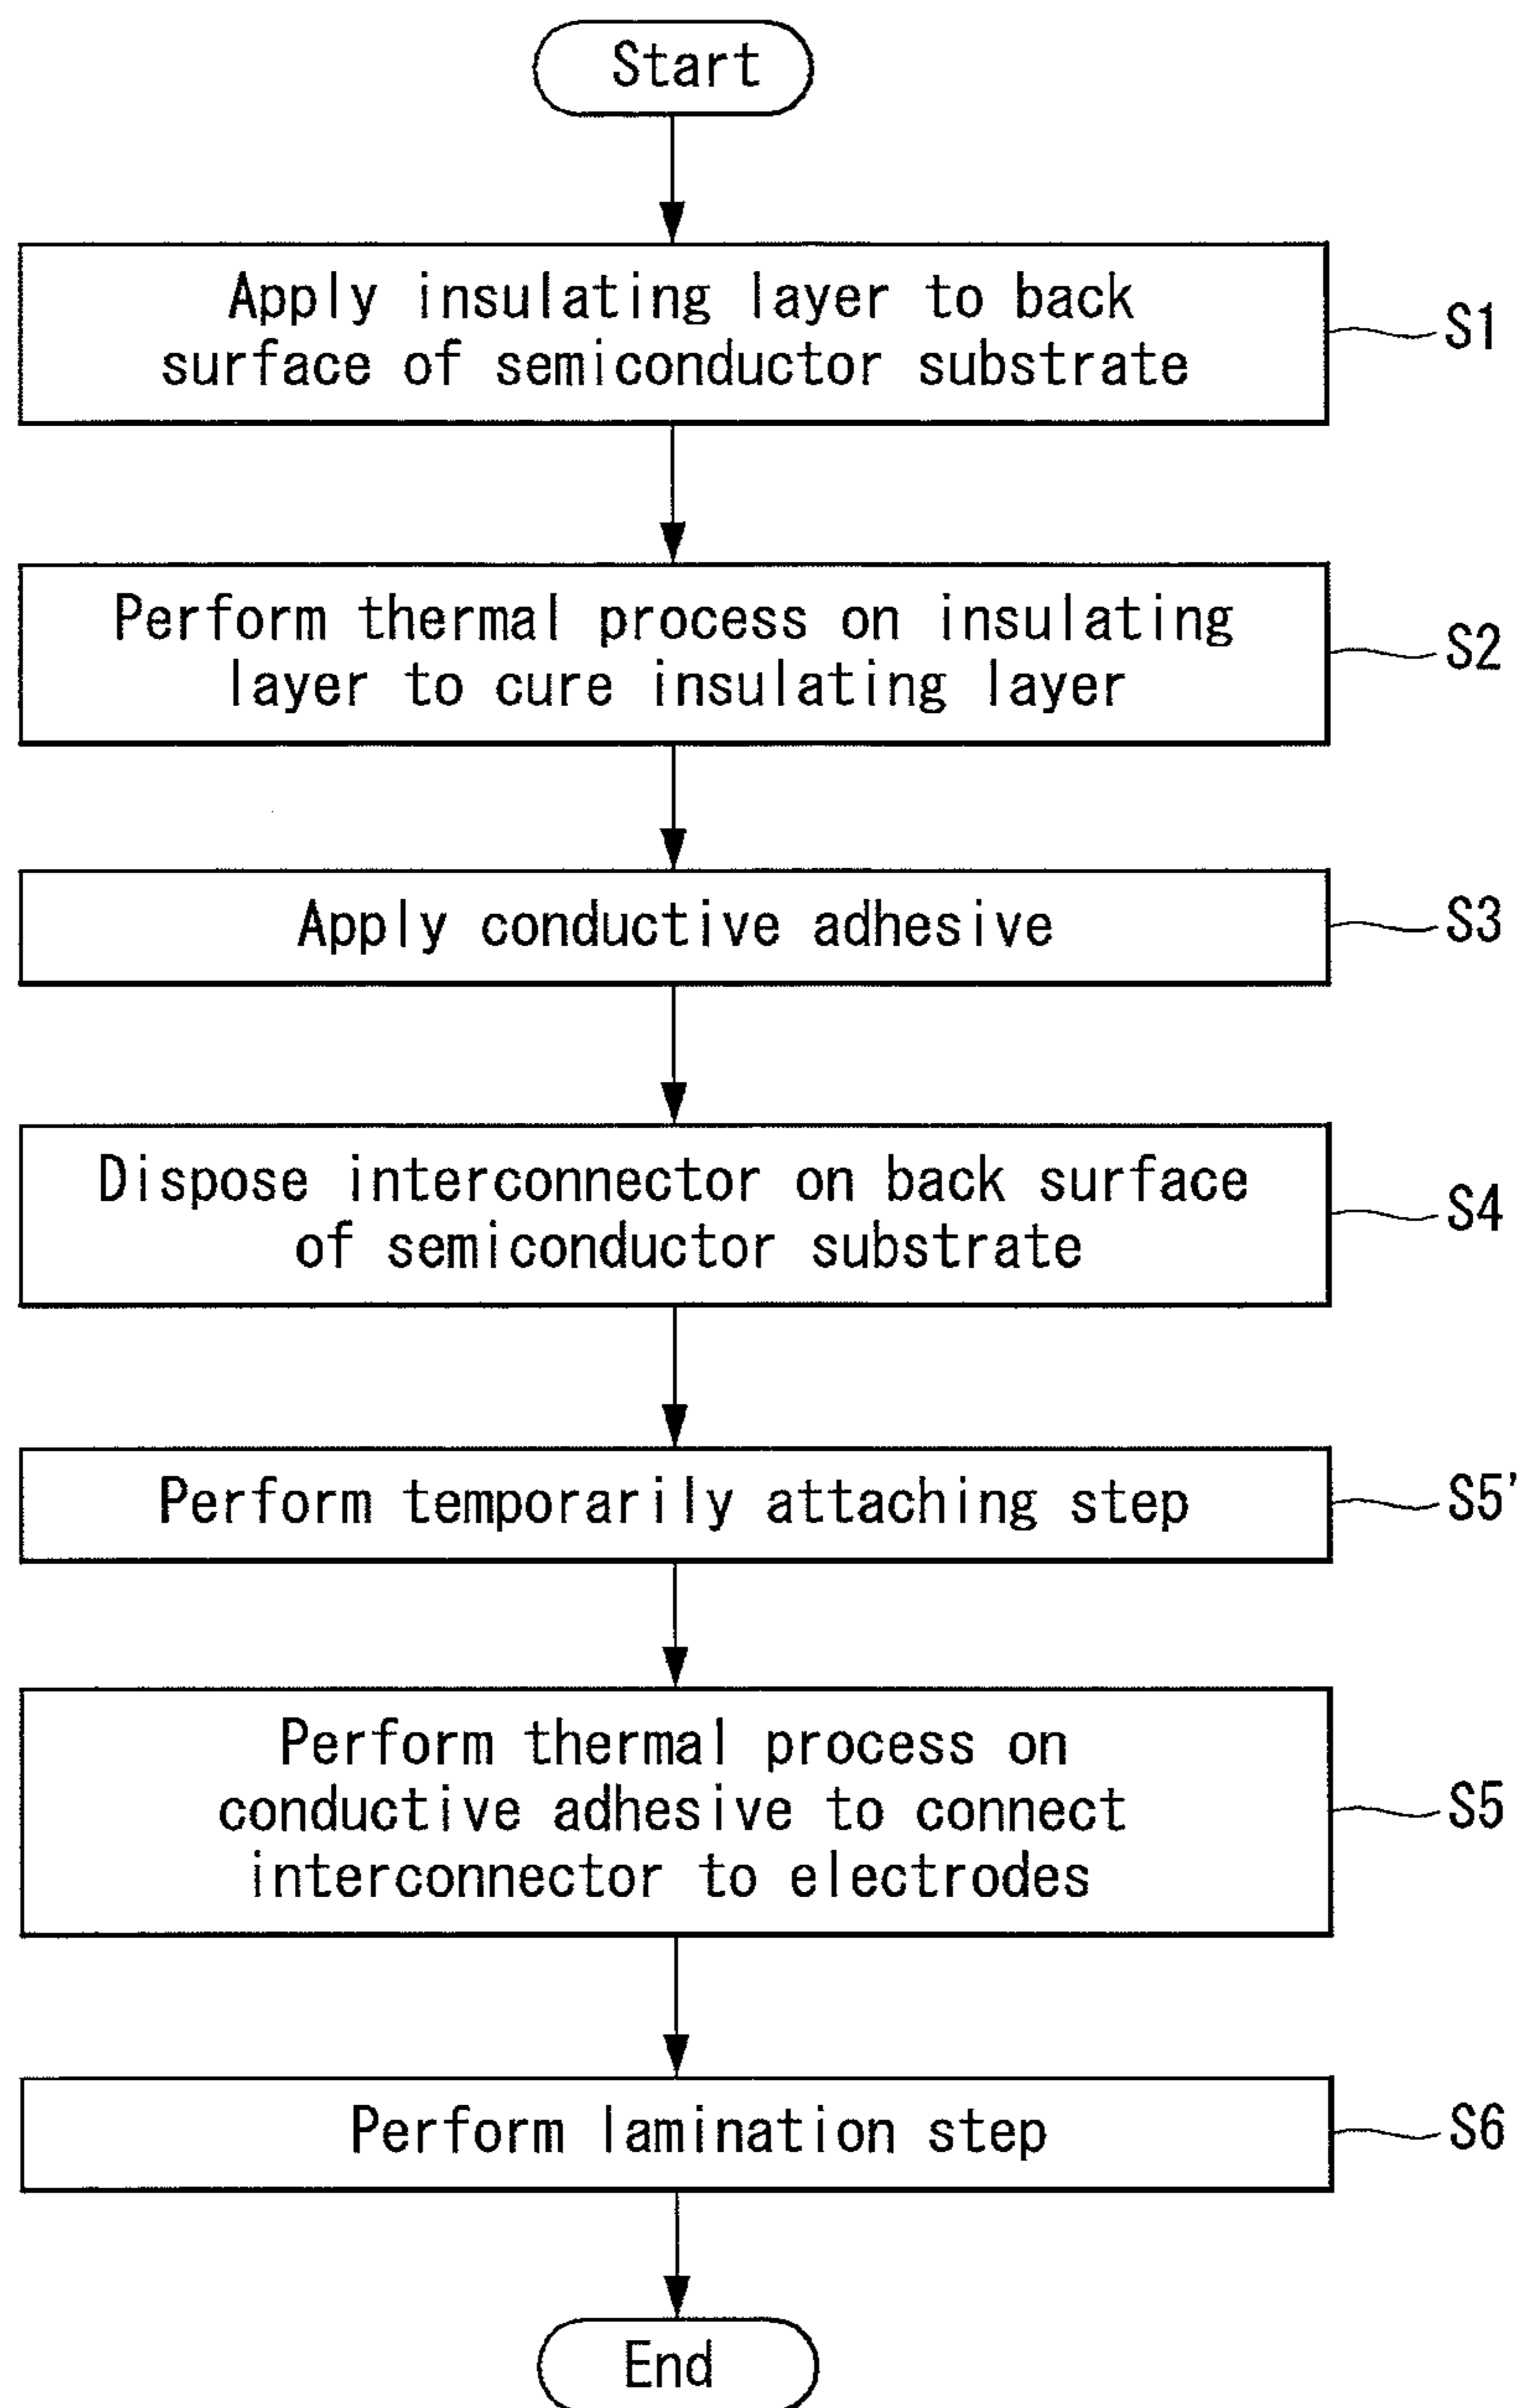 Start
Apply insulating layer to back
surface of semiconductor substrate
S1
Perform thermal process on insulating
layer to cure insulating layer
S2
Apply conductive adhesive
S3
Dispose interconnector on back surface
of semiconductor substrate
S4
Perform temporarily attaching step
S5'
Perform thermal process on
conductive adhesive to connect
interconnector to electrodes
S5
Perform lamination step
S6
End